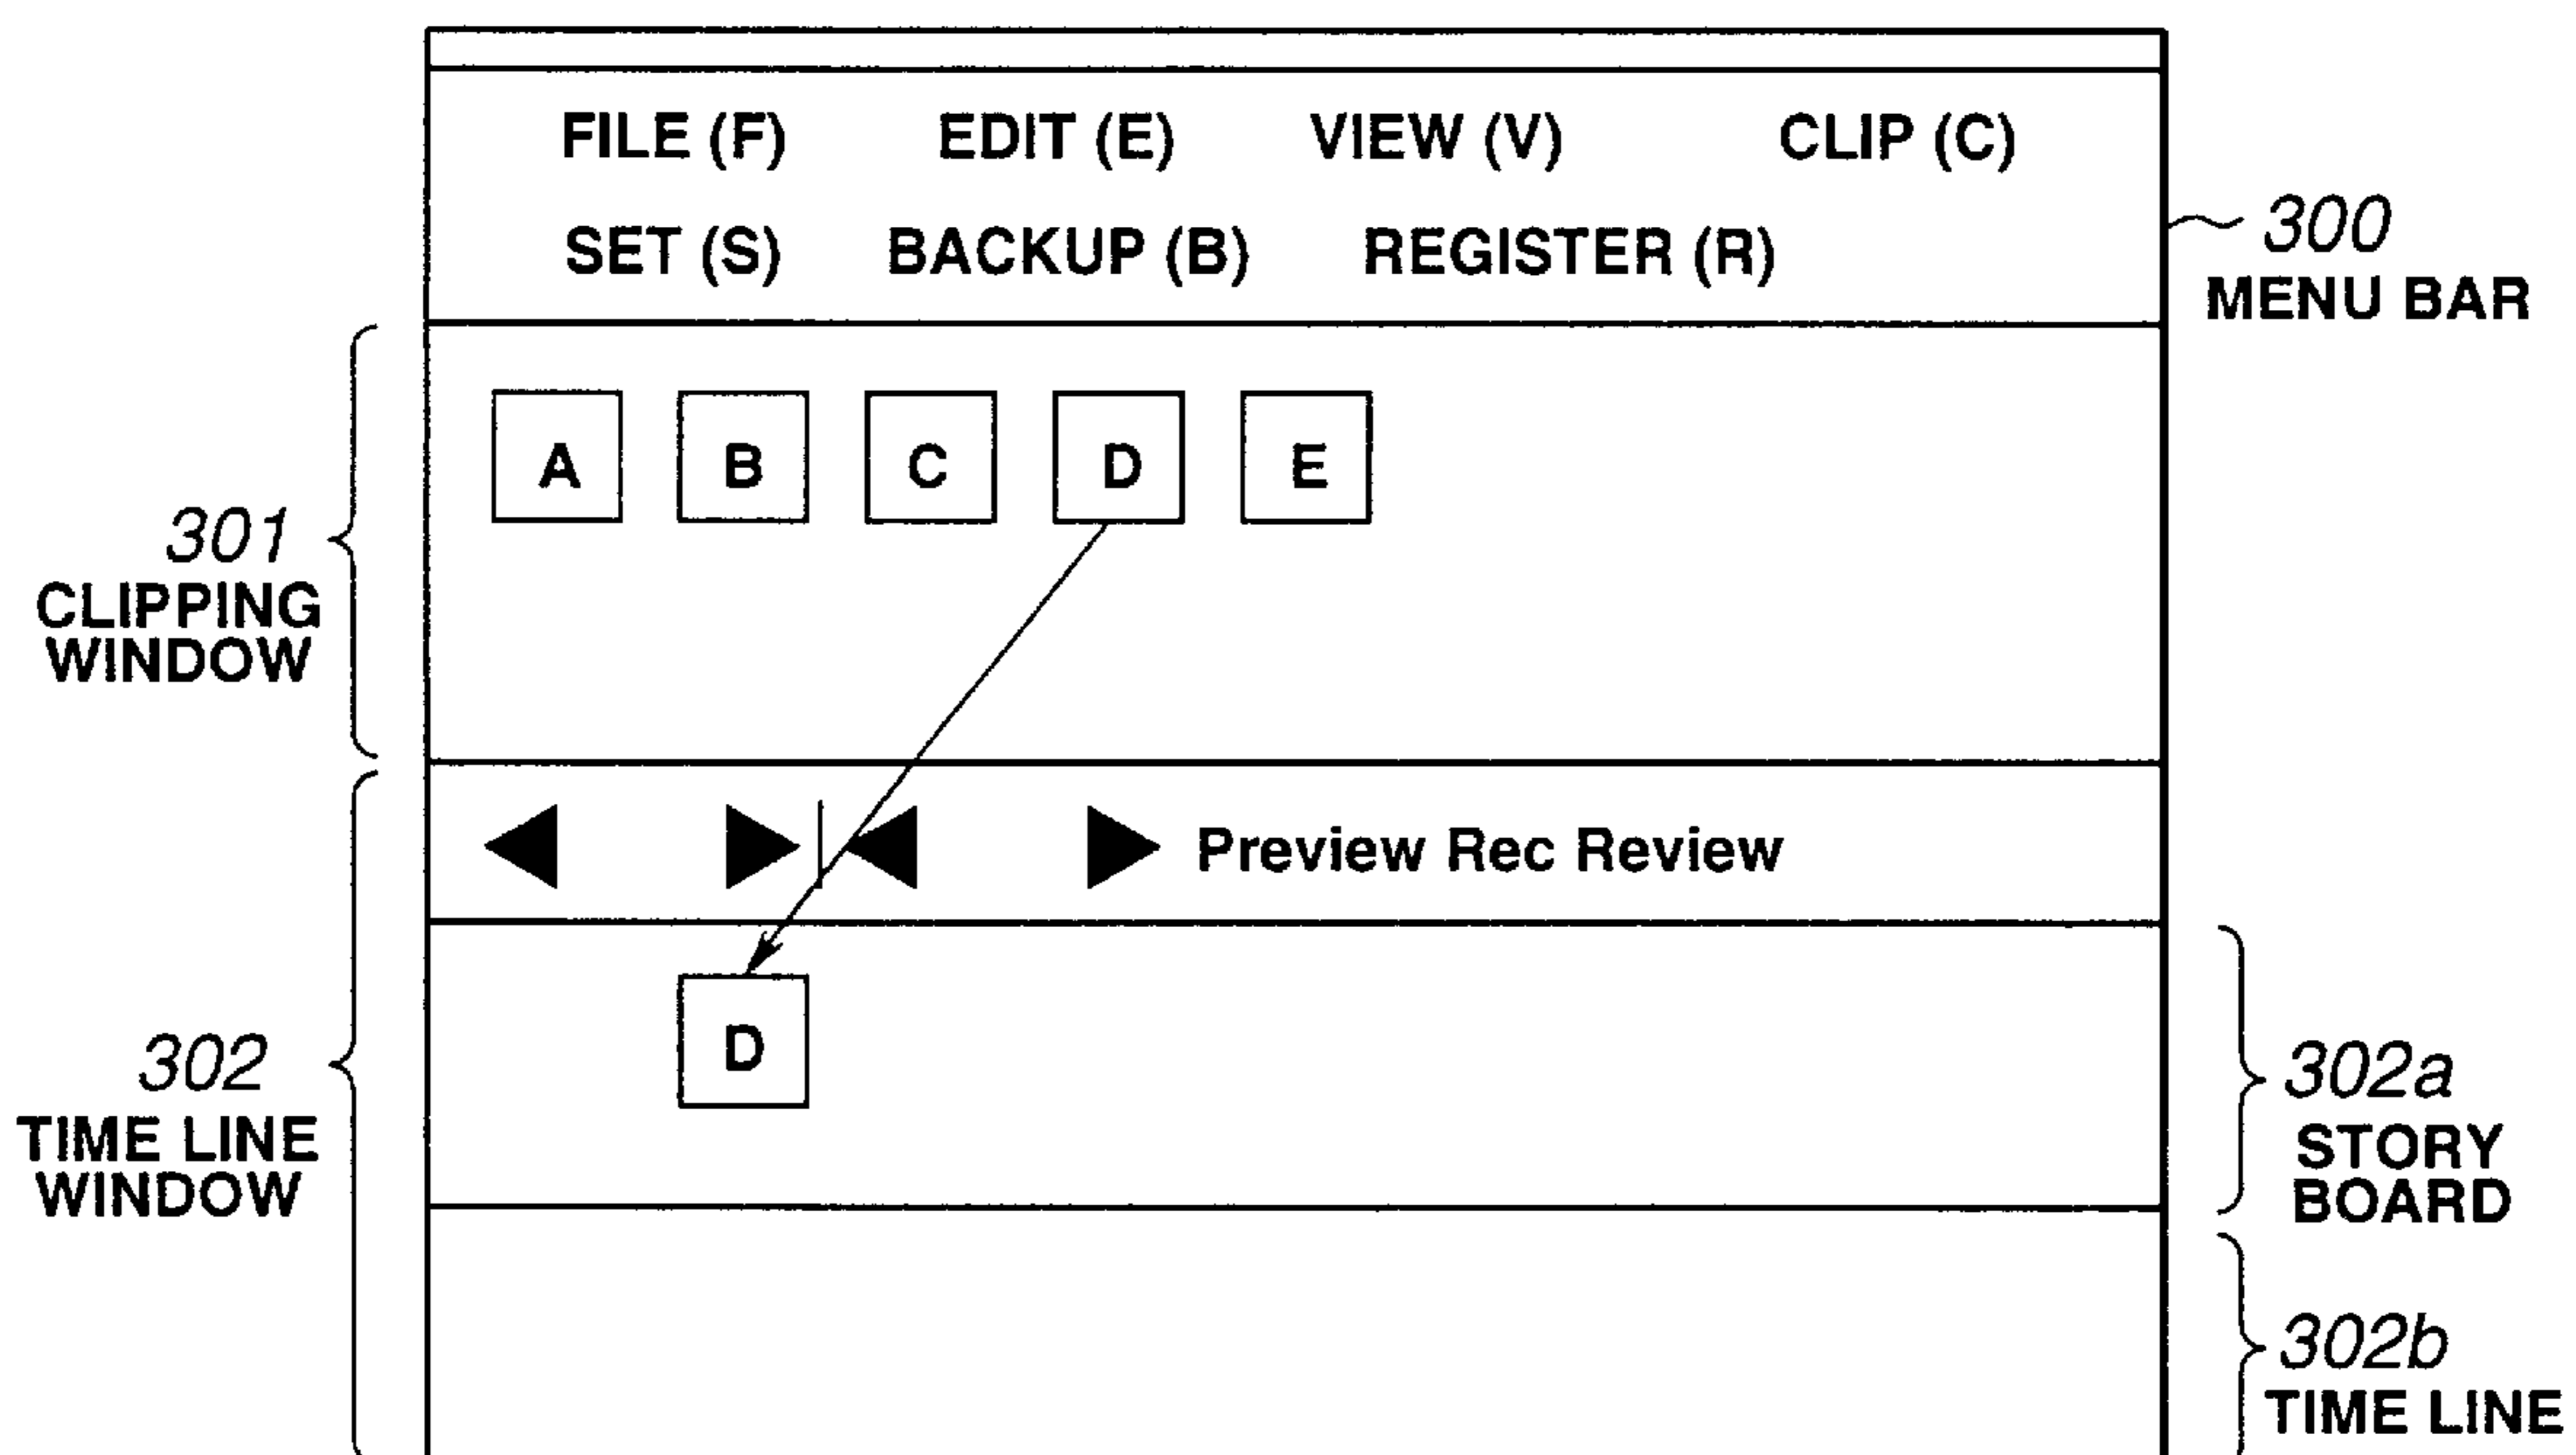 FILE (F) EDIT (E) VIEW (V) CLIP (C)
SET (S) BACKUP (B) REGISTER (R)
300
MENU BAR
A B C D E
301
CLIPPING
WINDOW
Preview Rec Review
D
302
TIME LINE
WINDOW
302a
STORY
BOARD
302b
TIME LINE